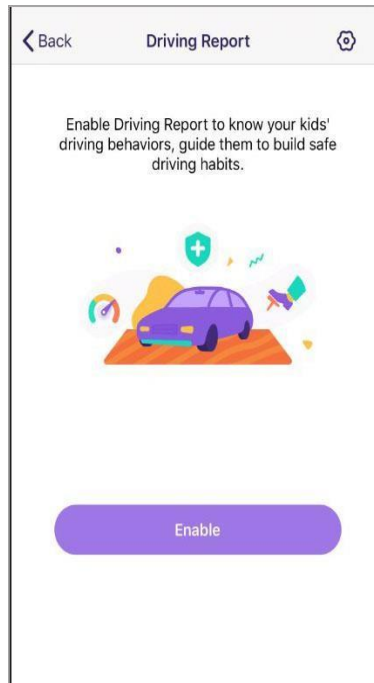 Back
Driving Report
Enable Driving Report to know your kids'
driving behaviors, guide them to build safe
driving habits.
Enable